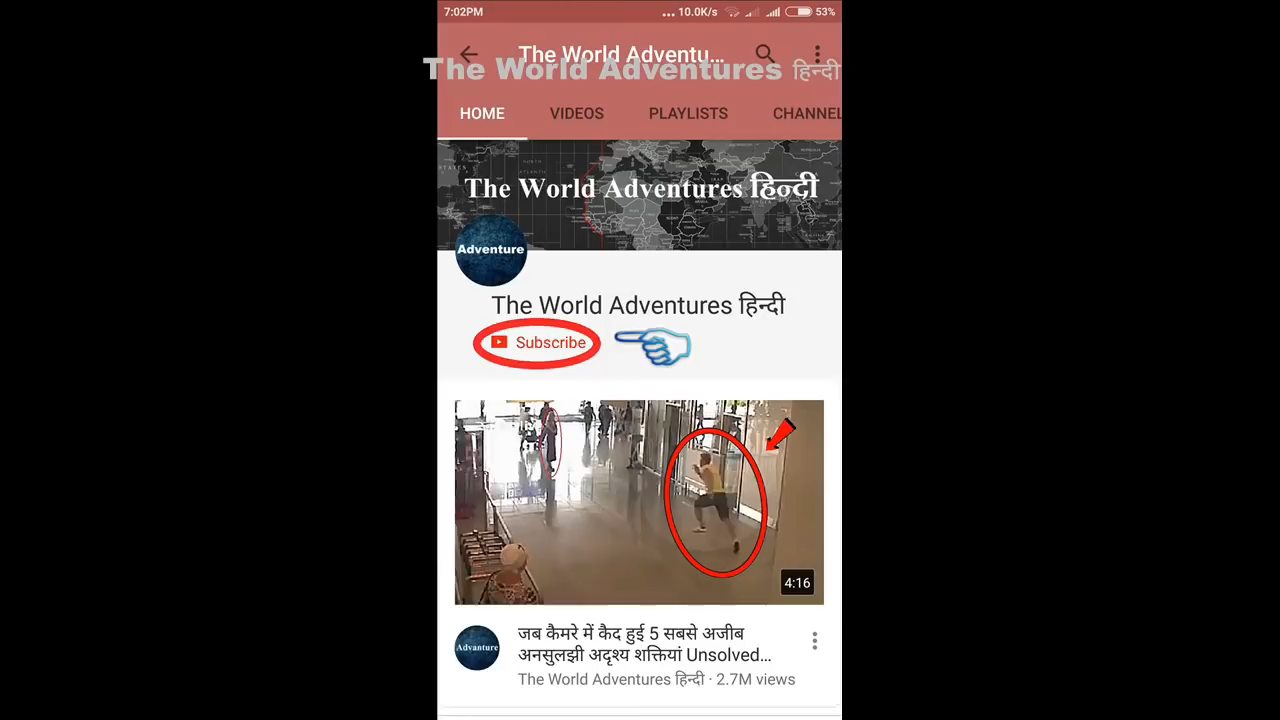 7:02PM
... 10.0K/s 53%
The World Adventu...
The World Adventures हिन्दी
HOME VIDEOS PLAYLISTS CHANNEL
The World Adventures हिन्दी
Adventure
The World Adventures हिन्दी
Subscribe
4:16
जब कैमरे में कैद हुई 5 सबसे अजीब
अनसुलझी अदृश्य शक्तियां Unsolved...
Advanture
The World Adventures हिन्दी · 2.7M views